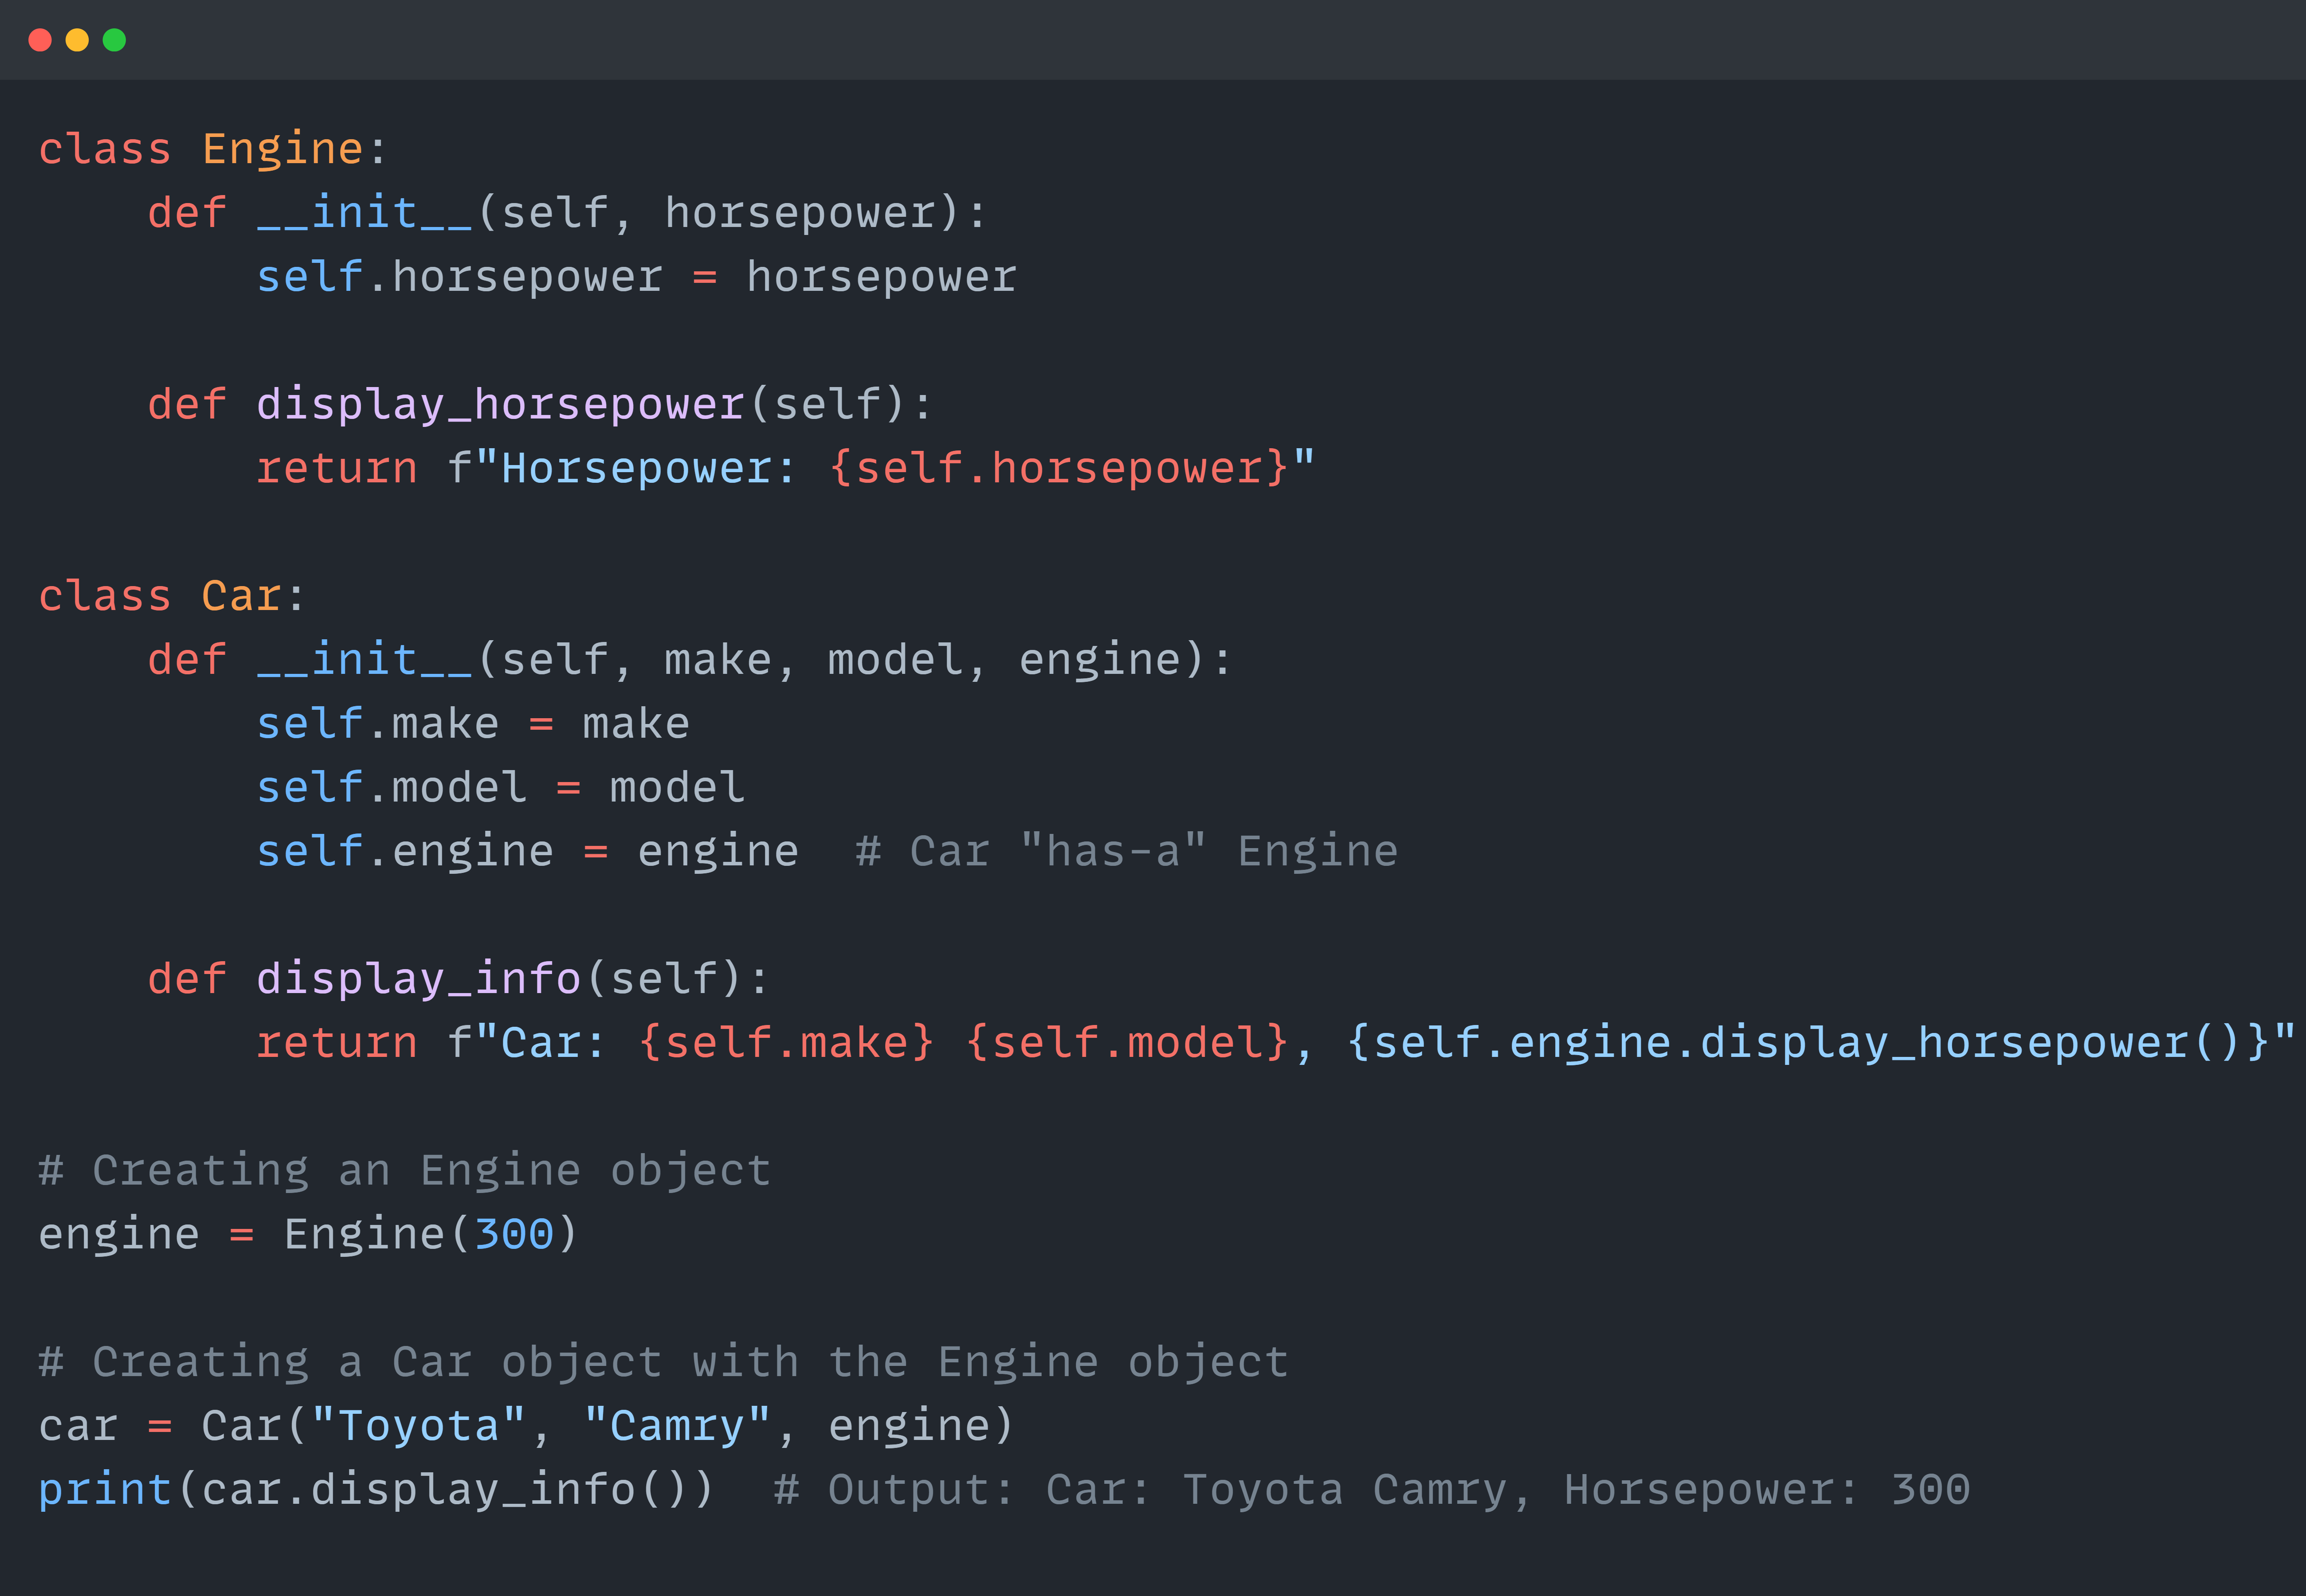 class Engine:
    def __init__(self, horsepower):
        self.horsepower = horsepower

    def display_horsepower(self):
        return f"Horsepower: {self.horsepower}"

class Car:
    def __init__(self, make, model, engine):
        self.make = make
        self.model = model
        self.engine = engine  # Car "has-a" Engine

    def display_info(self):
        return f"Car: {self.make} {self.model}, {self.engine.display_horsepower()}"

# Creating an Engine object
engine = Engine(300)

# Creating a Car object with the Engine object
car = Car("Toyota", "Camry", engine)
print(car.display_info())  # Output: Car: Toyota Camry, Horsepower: 300